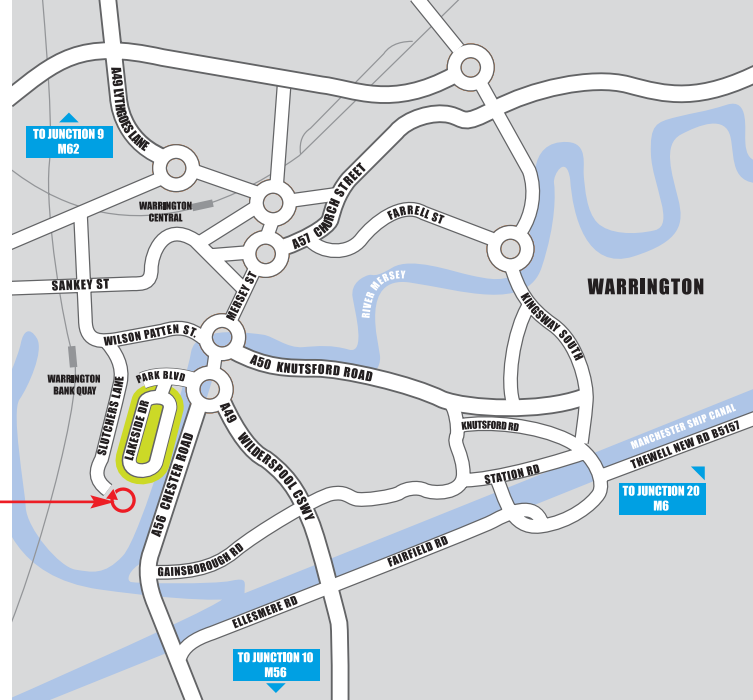 A49 LYTHGOES LANE
TO JUNCTION 9
M62
WARRINGTON
CENTRAL
A57 CHURCH STREET
FARRELL ST
SANKEY ST
MERSEY ST
RIVER MERSEY
WARRINGTON
KINGSWAY SOUTH
WILSON PATTEN ST.
WARRINGTON
BANK QUAY
SLUTCHERS LANE
PARK BLVD
LAKESIDE DR
A50 KNUTSFORD ROAD
A49 WILDERSPOOL CSWY
A56 CHESTER ROAD
KNUTSFORD RD
MANCHESTER SHIP CANAL
THEWELL NEW RD B5157
STATION RD
TO JUNCTION 20
M6
GAINSBOROUGH RD
FAIRFIELD RD
ELLESMERE RD
TO JUNCTION 10
M56